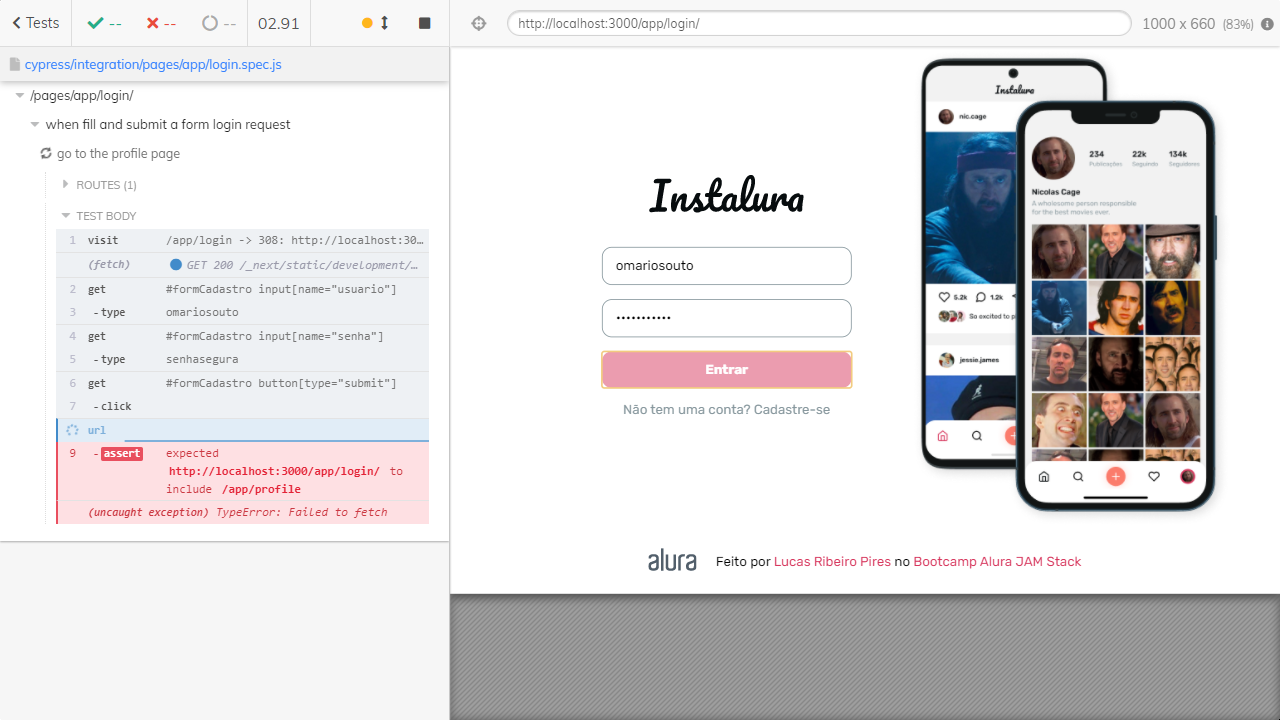 Tests
--
--
--
02.91
http://localhost:3000/app/login/
1000 x 660 (83%)
cypress/integration/pages/app/login.spec.js
/pages/app/login/
when fill and submit a form login request
go to the profile page
ROUTES (1)
TEST BODY
1 visit /app/login -> 308: http://localhost:30…
(fetch) GET 200 /_next/static/development/…
2 get #formCadastro input[name="usuario"]
3 -type omariosouto
4 get #formCadastro input[name="senha"]
5 -type senhasegura
6 get #formCadastro button[type="submit"]
7 -click
url
9 -assert expected
http://localhost:3000/app/login/ to
include /app/profile
(uncaught exception) TypeError: Failed to fetch
Instalura
omariosouto
•••••••••••
Entrar
Não tem uma conta? Cadastre-se
Instalura
nic.cage
5.2k 1.2k
So excited to p
jessie.james
234 22k 134k
Publicações Seguindo Seguidores
Nicolas Cage
A wholesome person responsible
for the best movies ever.
alura
Feito por Lucas Ribeiro Pires no Bootcamp Alura JAM Stack